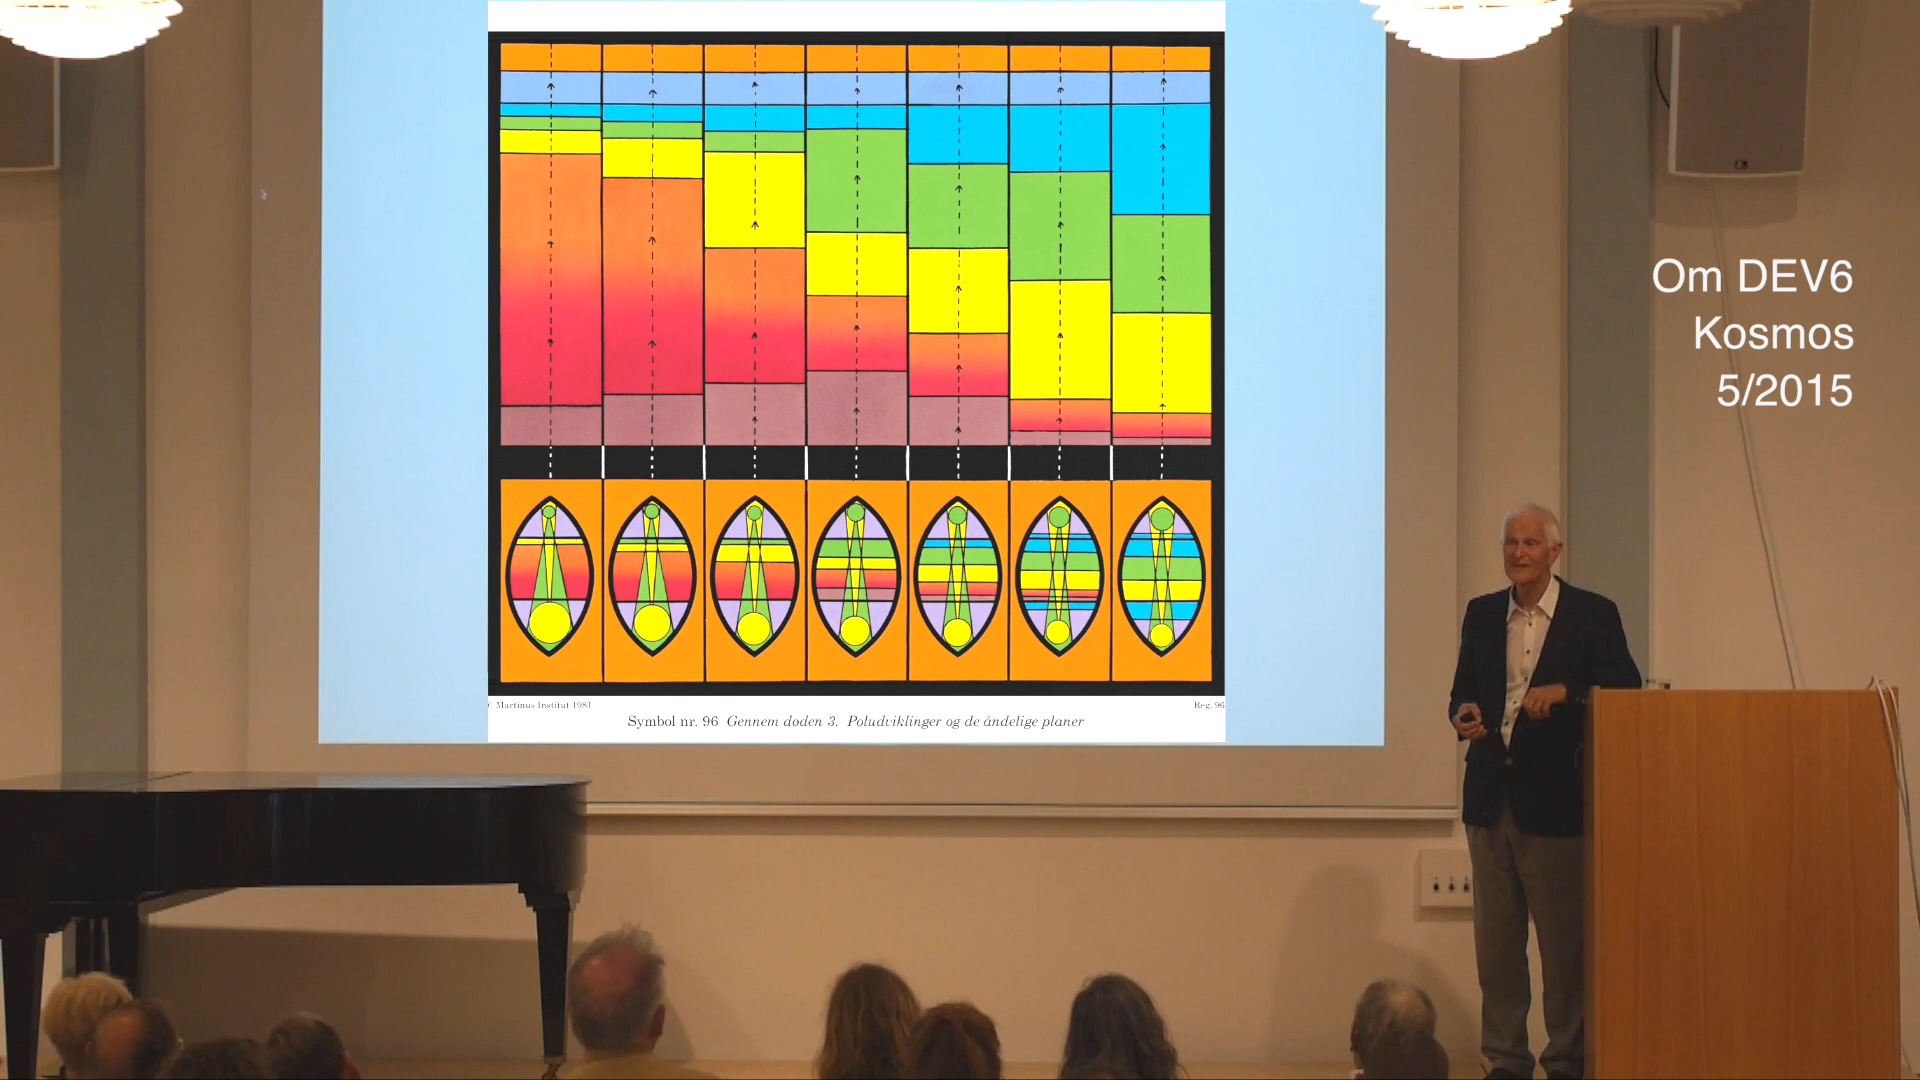 Om DEV6
Kosmos
5/2015
© Martinus Institut 1981
Reg. 96
Symbol nr. 96 Gennem døden 3. Poludviklinger og de åndelige planer